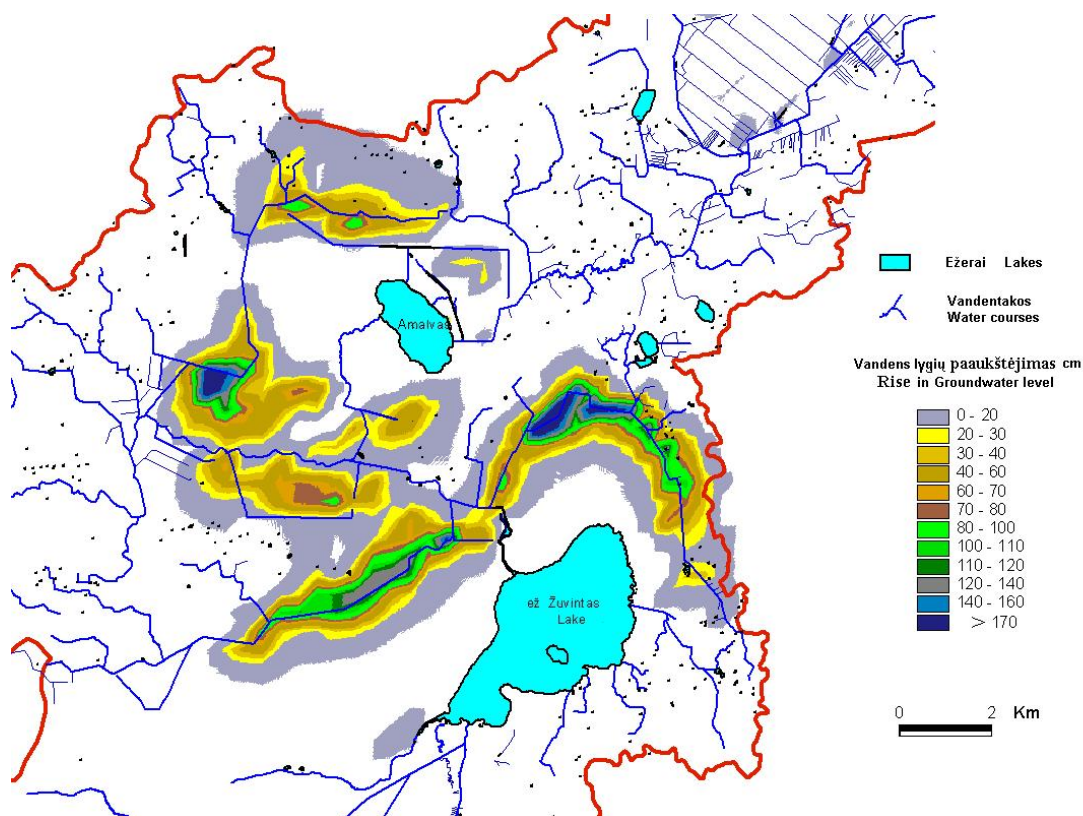 Amalvas
ež Žuvintas
Lake
Ežerai Lakes
Vandentakos
Water courses
Vandens lygių paaukštėjimas cm
Rise in Groundwater level
0 - 20
20 - 30
30 - 40
40 - 60
60 - 70
70 - 80
80 - 100
100 - 110
110 - 120
120 - 140
140 - 160
> 170
0 2 Km